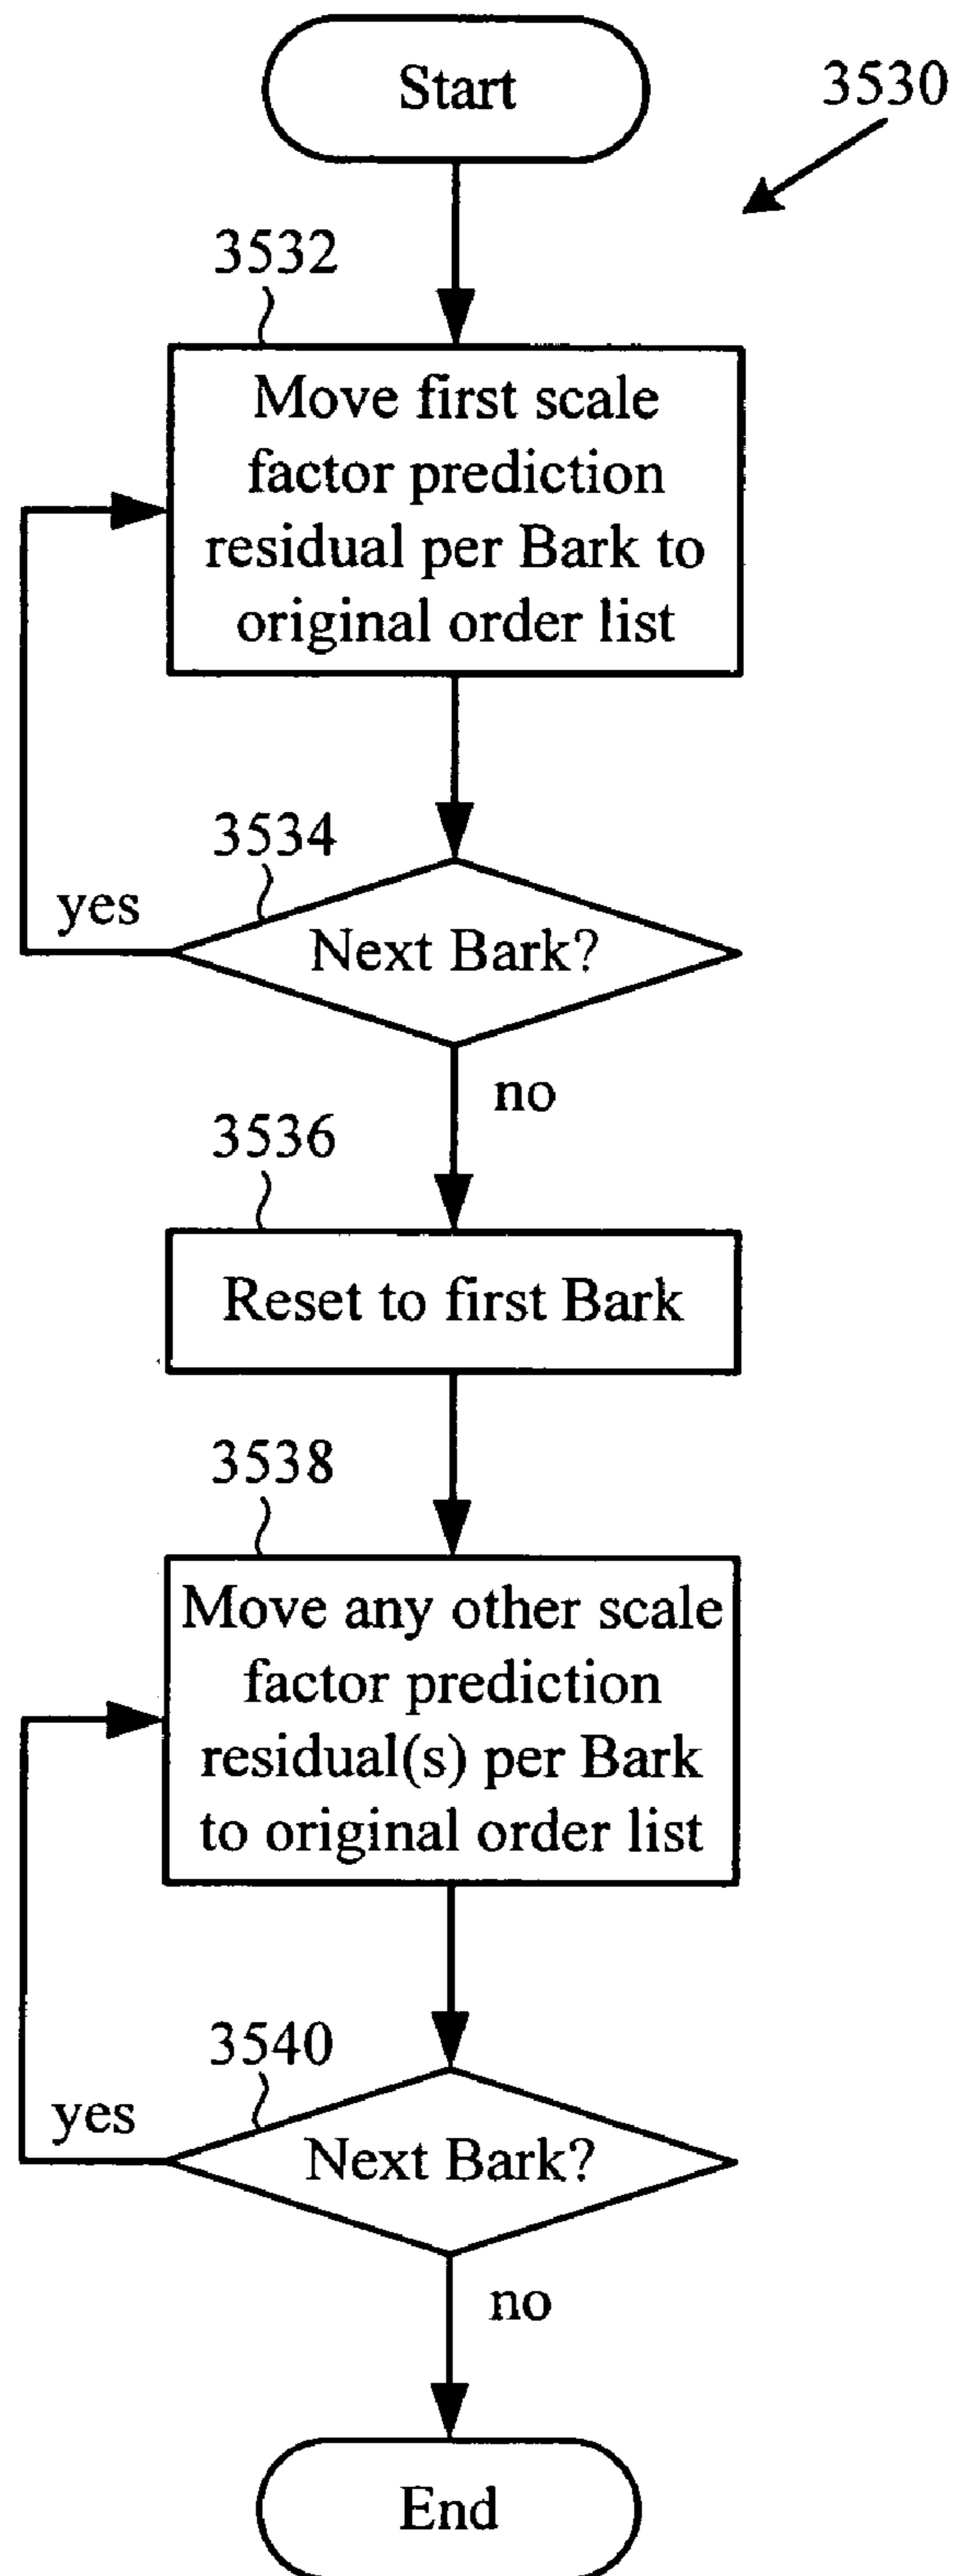 Start
3530
3532
Move first scale
factor prediction
residual per Bark to
original order list
3534
yes
Next Bark?
no
3536
Reset to first Bark
3538
Move any other scale
factor prediction
residual(s) per Bark
to original order list
3540
yes
Next Bark?
no
End